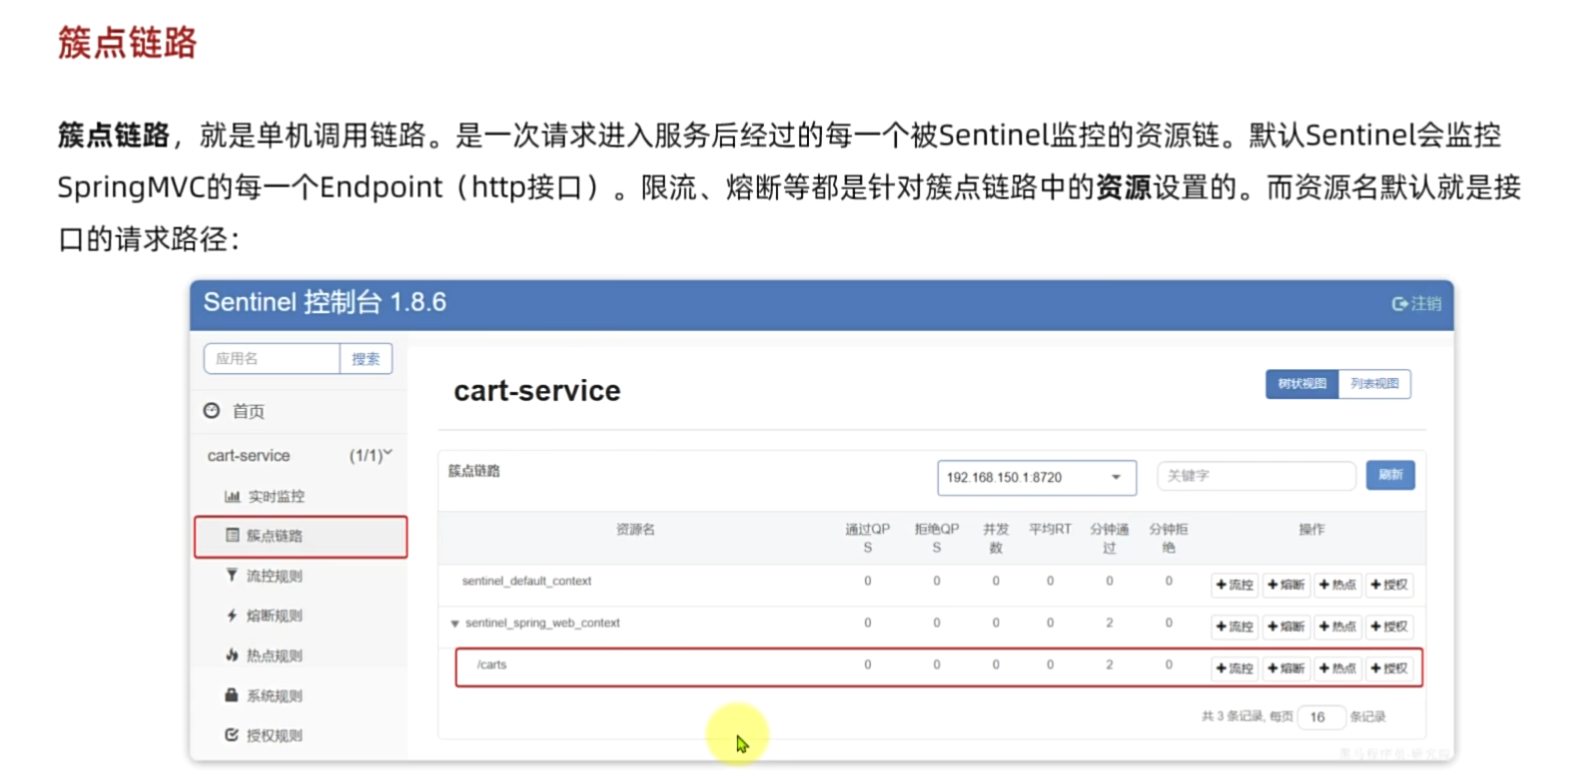 簇点链路
簇点链路，就是单机调用链路。是一次请求进入服务后经过的每一个被Sentinel监控的资源链。默认Sentinel会监控
SpringMVC的每一个Endpoint（http接口）。限流、熔断等都是针对簇点链路中的资源设置的。而资源名默认就是接
口的请求路径：
Sentinel 控制台 1.8.6 注销
应用名 搜索
cart-service 树状视图 列表视图
首页
cart-service (1/1)
簇点链路 192.168.150.1:8720 关键字 刷新
实时监控
簇点链路
流控规则
熔断规则
热点规则
系统规则
授权规则
资源名 通过QP 拒绝QP 并发 平均RT 分钟通 分钟拒 操作
S S 数 过 绝
sentinel_default_context 0 0 0 0 0 0 +流控 +熔断 +热点 +授权
sentinel_spring_web_context 0 0 0 0 2 0 +流控 +熔断 +热点 +授权
/carts 0 0 0 0 2 0 +流控 +熔断 +热点 +授权
共 3 条记录, 每页 16 条记录